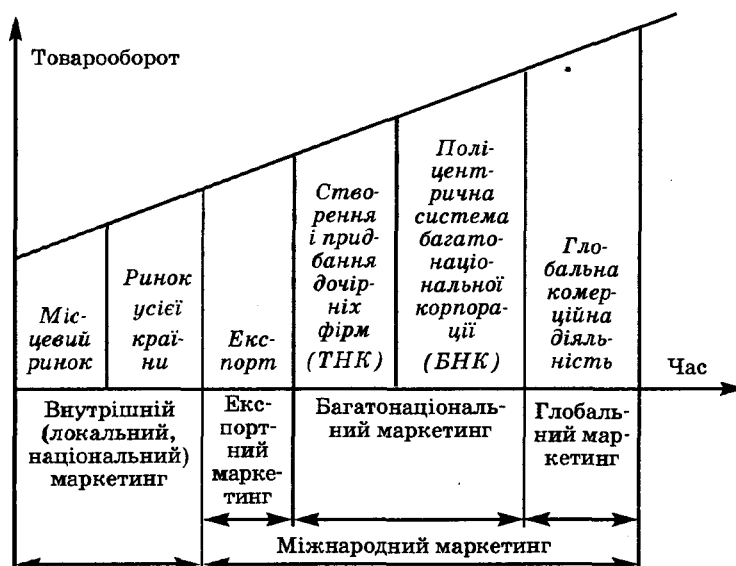 Товарооборот
Міс-
цевий
ринок
Ринок
усієї
краї-
ни
Екс-
порт
Ство-
рення
і прид-
бання
дочір-
ніх
фірм
(ТНК)
Полі-
цент-
рична
система
багато-
націо-
нальної
корпора-
ції
(БНК)
Гло-
бальна
комер-
ційна
діяль-
ність
Час
Внутрішній
(локальний,
національний)
маркетинг
Екс-
порт-
ний
марке-
тинг
Багатонаціональ-
ний маркетинг
Глобаль-
ний мар-
кетинг
Міжнародний маркетинг